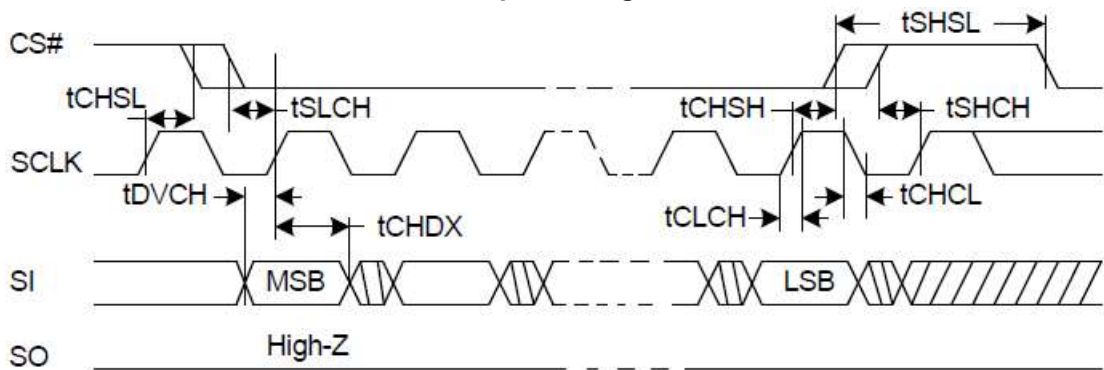 tSHSL
CS#
tCHSL
tSLCH
tCHSH
tSHCH
SCLK
tDVCH
tCHDX
tCLCH
tCHCL
SI
MSB
LSB
SO
High-Z